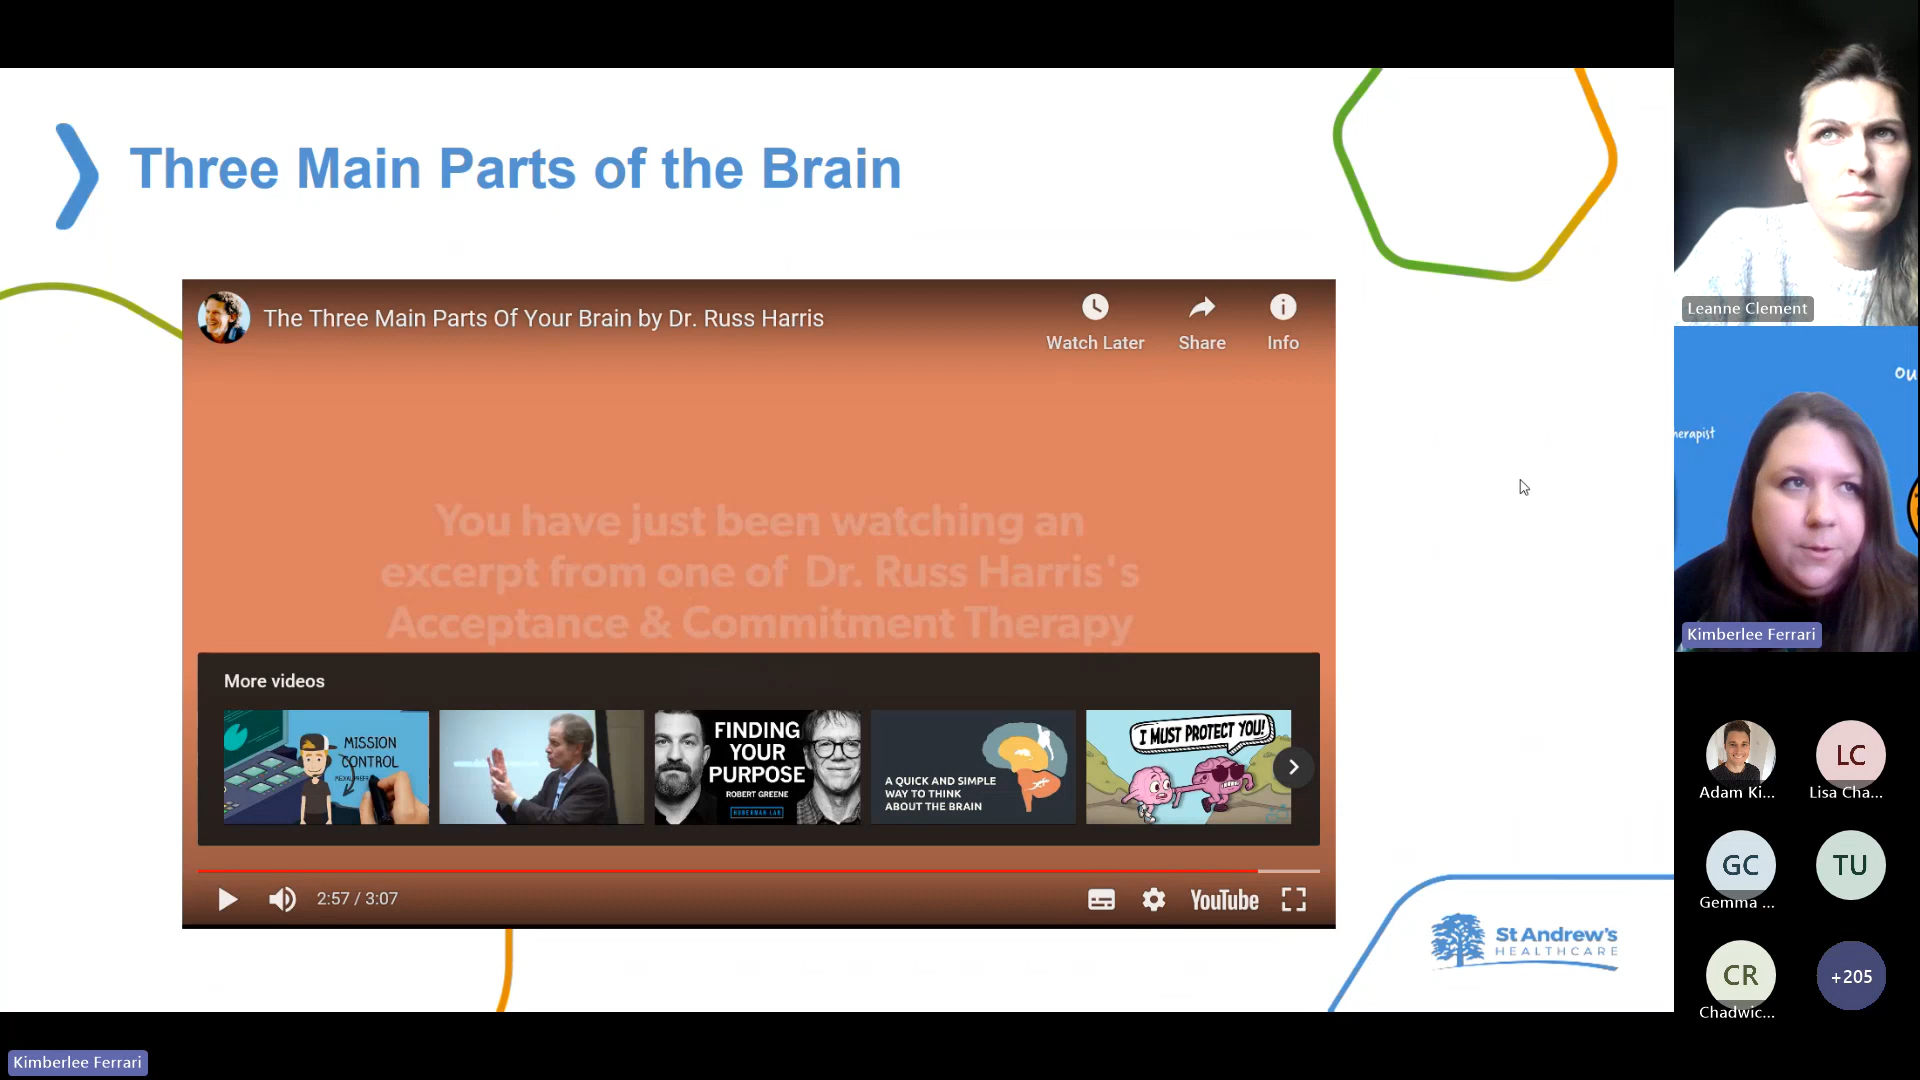 Three Main Parts of the Brain
The Three Main Parts Of Your Brain by Dr. Russ Harris
Watch Later
Share
Info
You have just been watching an
excerpt from one of Dr. Russ Harris's
Acceptance & Commitment Therapy
More videos
MISSION
CONTROL
FINDING
YOUR
PURPOSE
ROBERT GREENE
HUBERMAN LAB
A QUICK AND SIMPLE
WAY TO THINK
ABOUT THE BRAIN
I MUST PROTECT YOU!
2:57 / 3:07
YouTube
St Andrew's
HEALTHCARE
Leanne Clement
ou
herapist
Kimberlee Ferrari
Adam Ki...
LC
Lisa Cha...
GC
Gemma ...
TU
CR
Chadwic...
+205
Kimberlee Ferrari